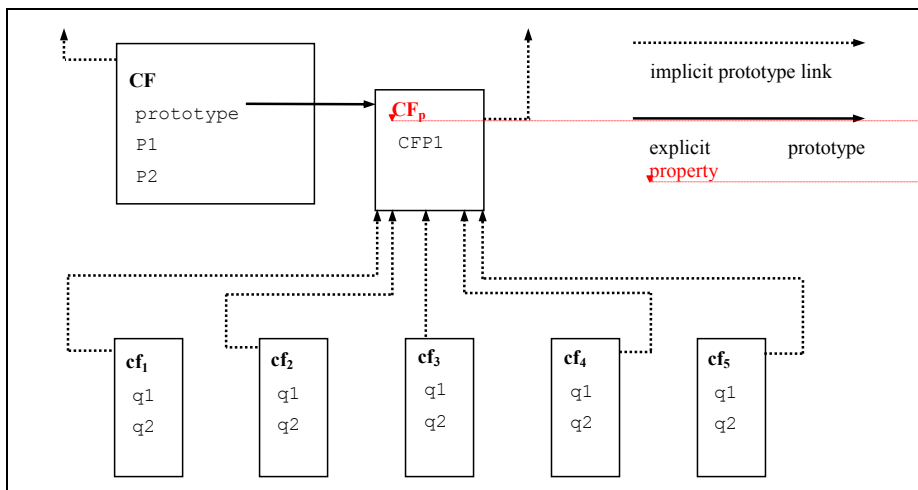 CF
prototype
P1
P2
CFp
CFP1
implicit prototype link
explicit prototype
property
cf1
q1
q2
cf2
q1
q2
cf3
q1
q2
cf4
q1
q2
cf5
q1
q2